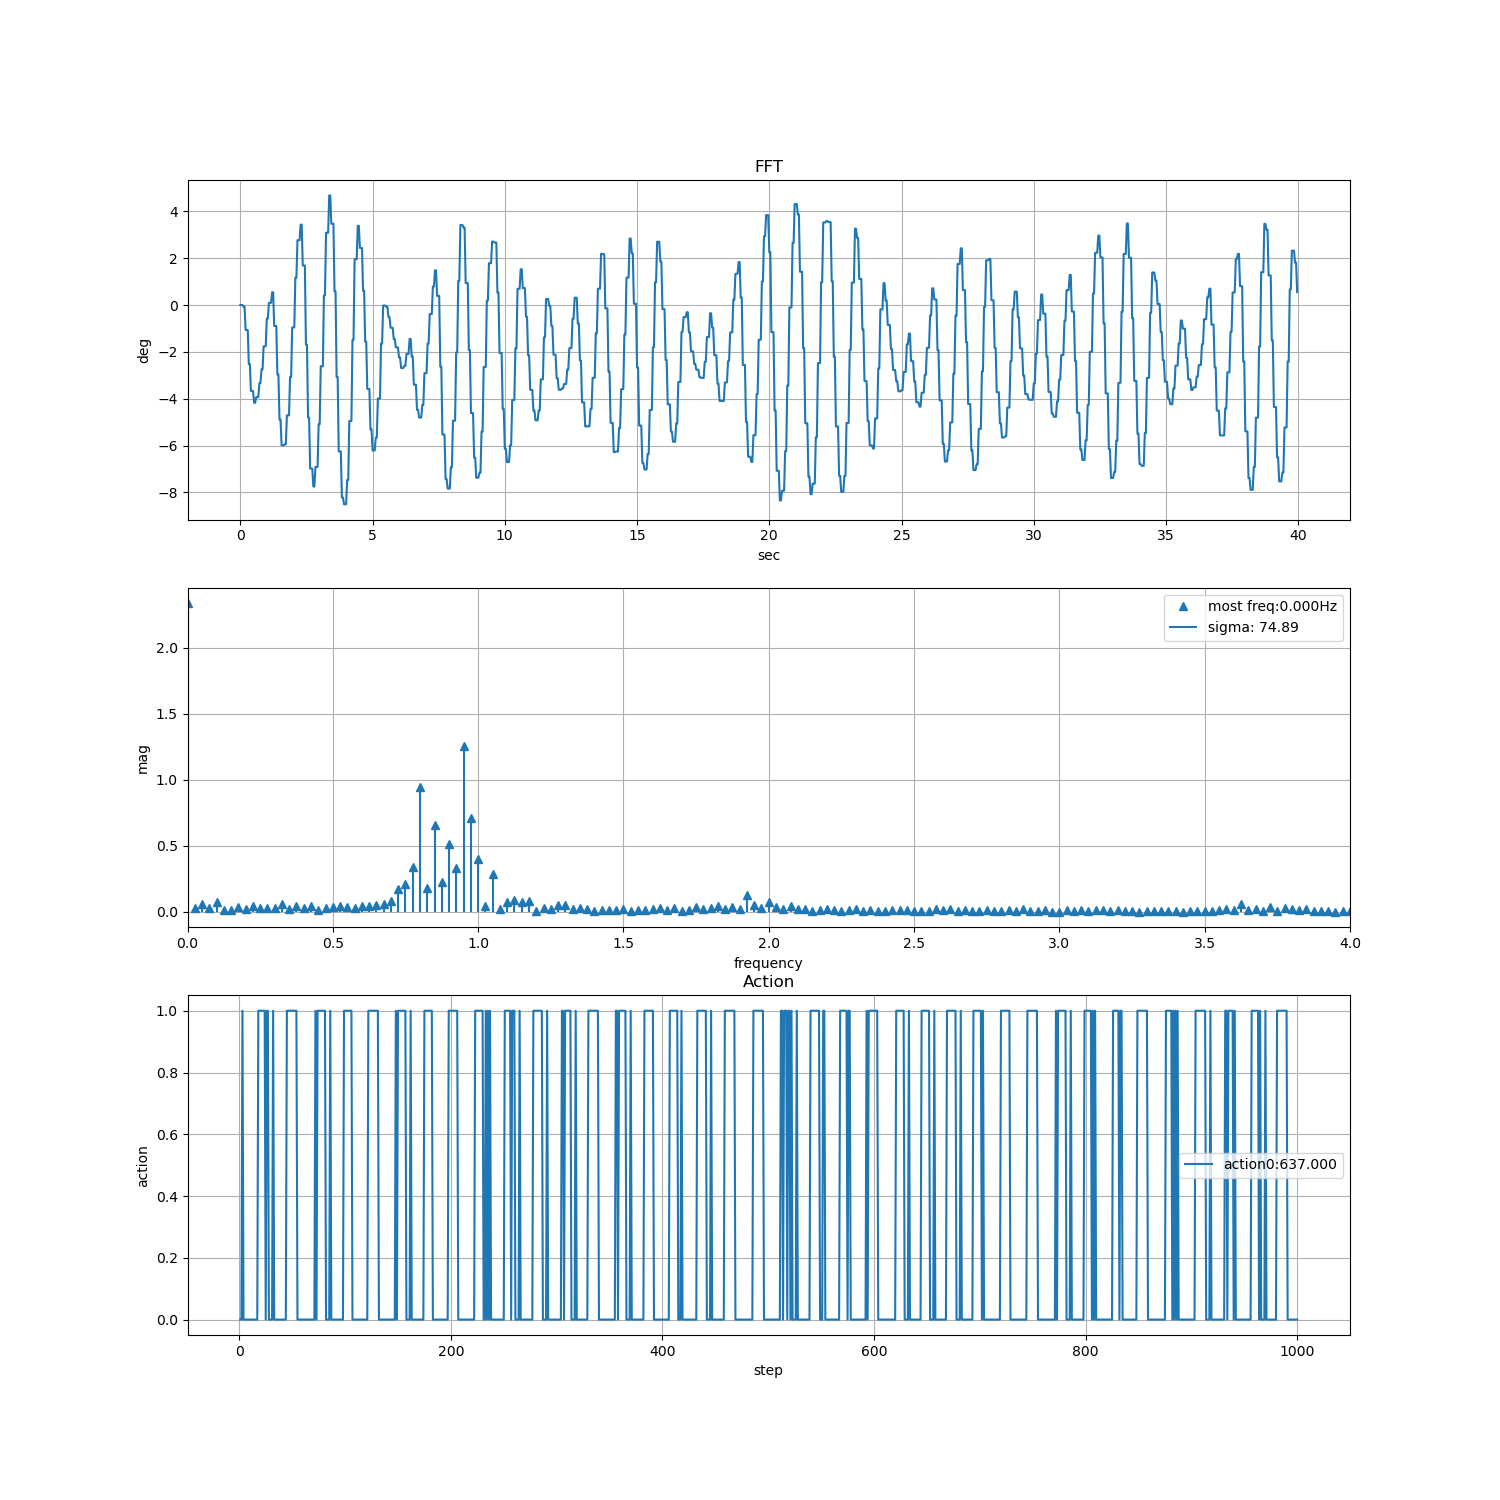 FFT
4
2
0
−2
−4
−6
−8
deg
0 5 10 15 20 25 30 35 40
sec
most freq:0.000Hz
sigma: 74.89
2.0
1.5
1.0
0.5
0.0
mag
0.0 0.5 1.0 1.5 2.0 2.5 3.0 3.5 4.0
frequency
Action
1.0
0.8
0.6
0.4
0.2
0.0
action
action0:637.000
0 200 400 600 800 1000
step